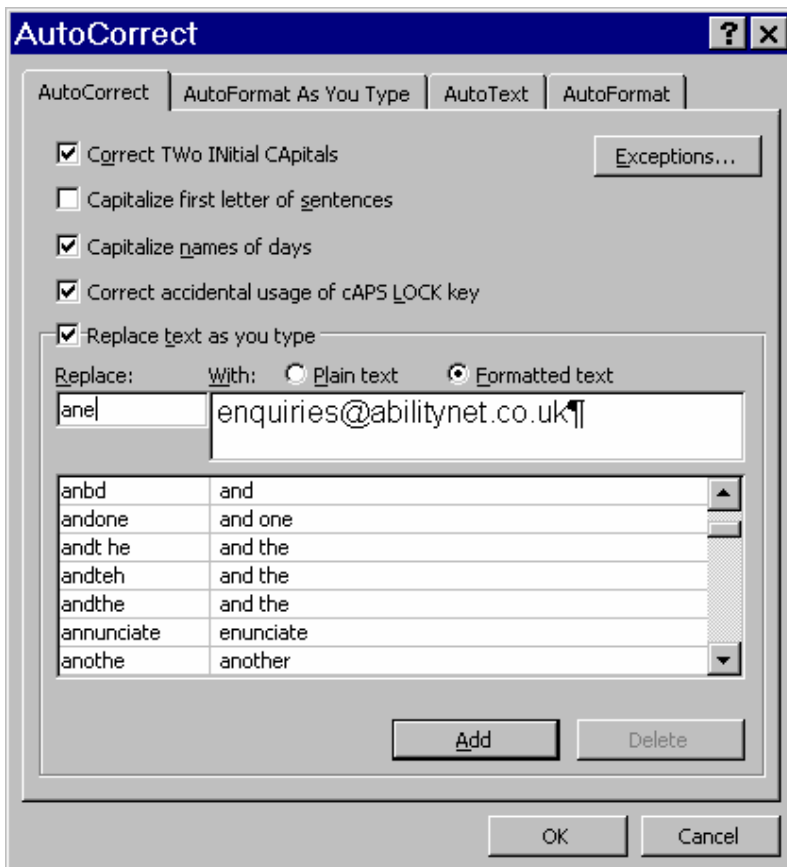 AutoCorrect ? X
AutoCorrect AutoFormat As You Type AutoText AutoFormat
Correct TWo INitial CApitals Exceptions...
Capitalize first letter of sentences
Capitalize names of days
Correct accidental usage of cAPS LOCK key
Replace text as you type
Replace: With: Plain text Formatted text
ane enquiries@abilitynet.co.uk¶
anbd and
andone and one
andt he and the
andteh and the
andthe and the
annunciate enunciate
anothe another
Add Delete
OK Cancel